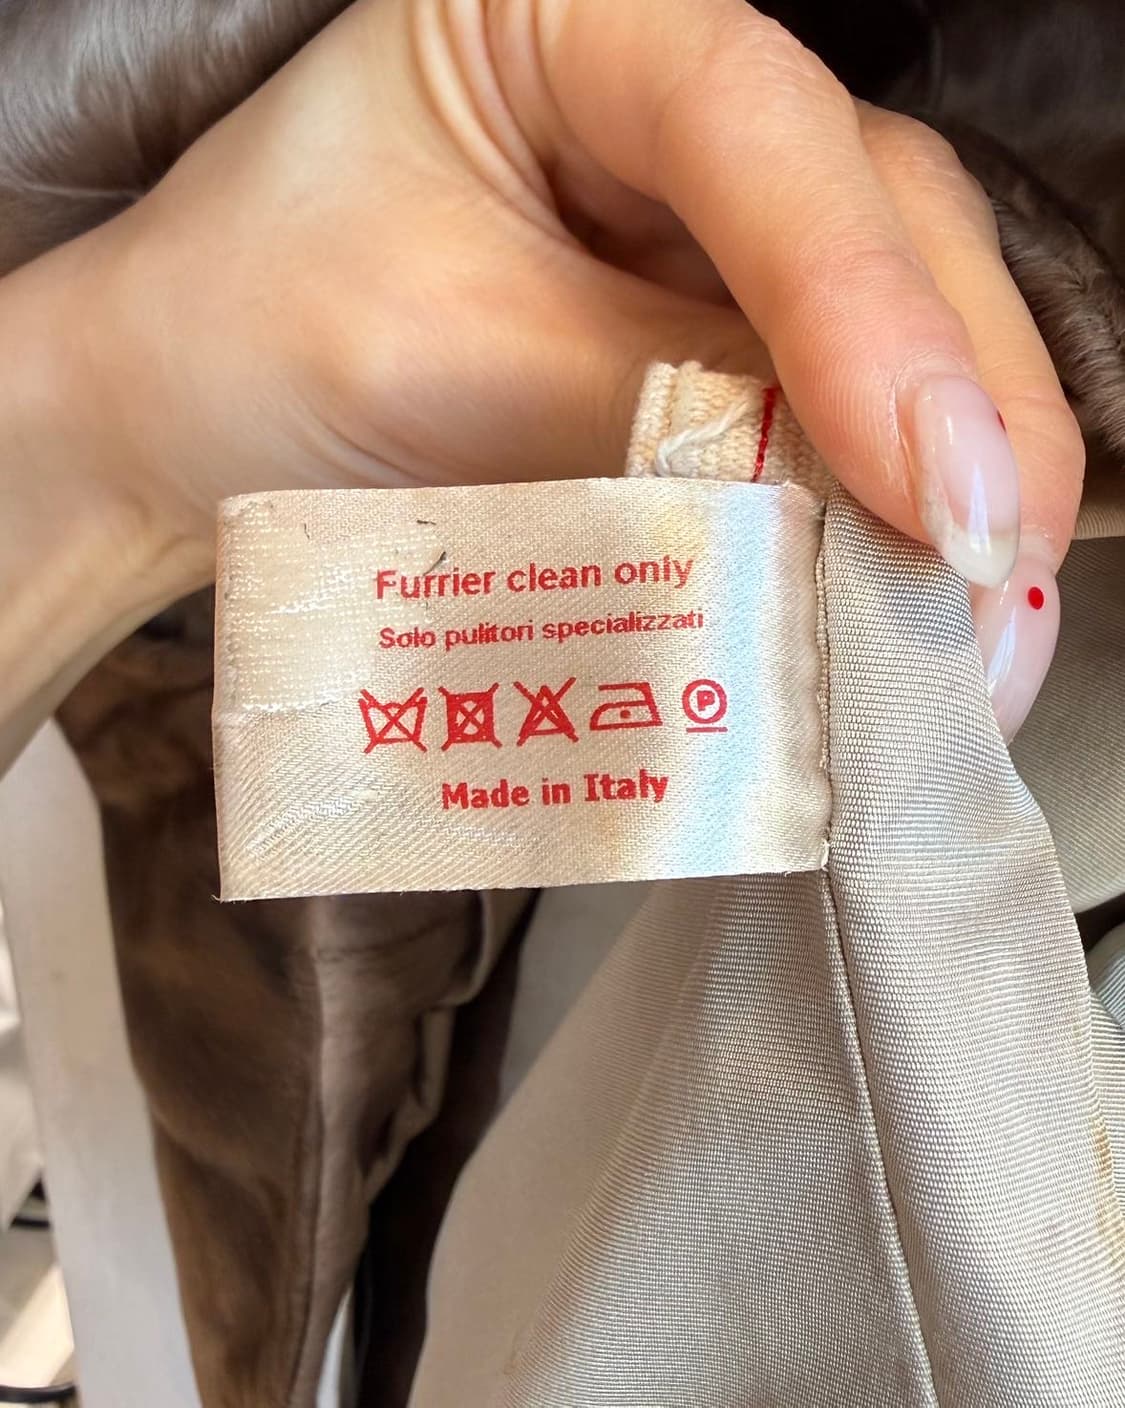 Furrier clean only
Solo pulitori specializzati
P
Made in Italy